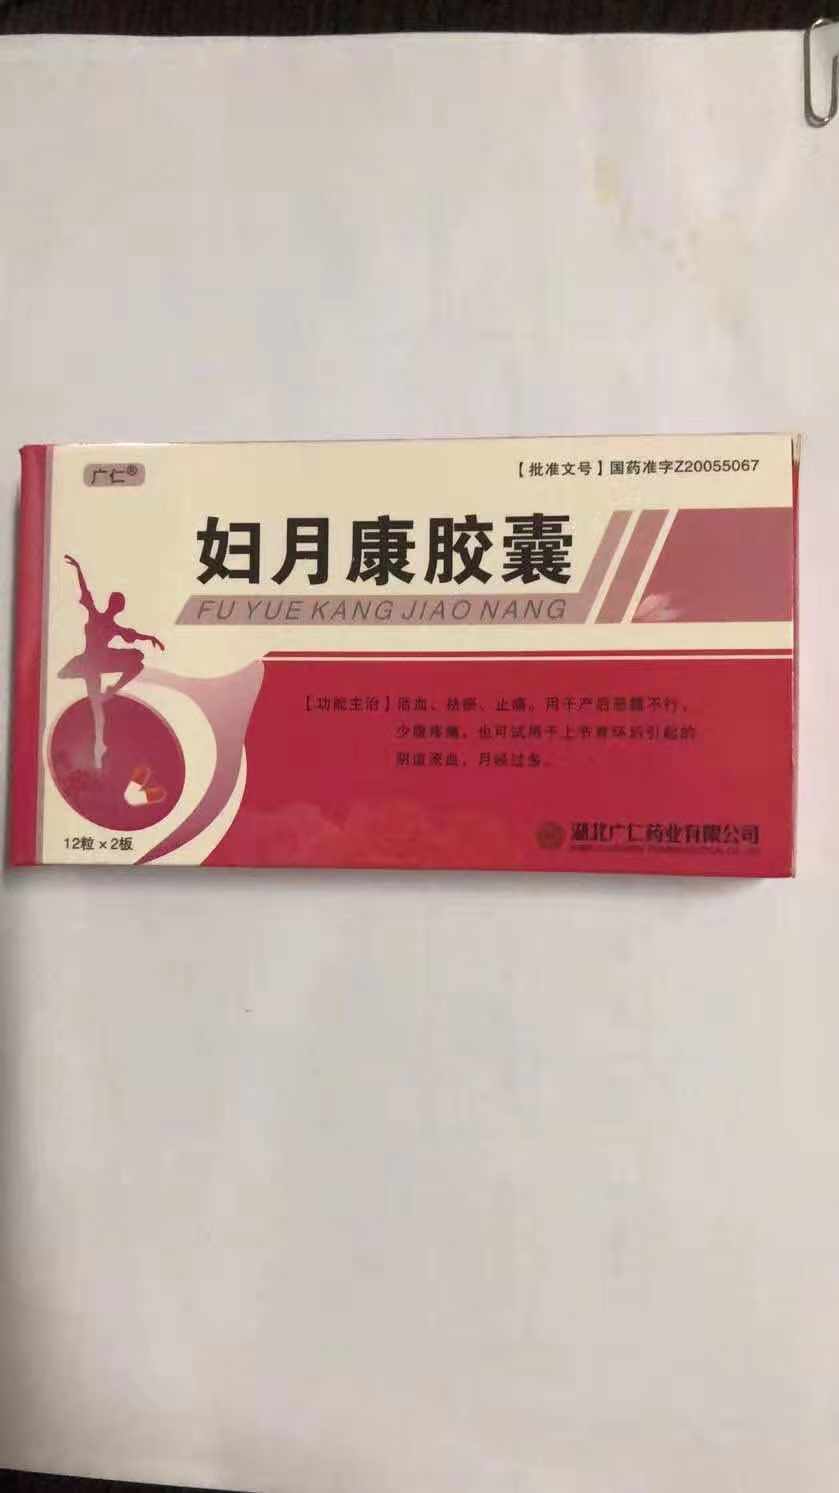 广仁®
【批准文号】国药准字Z20055067
妇月康胶囊
FU YUE KANG JIAO NANG
【功能主治】活血、祛瘀、止痛。用于产后恶露不行,
少腹疼痛。也可试用于上节育环后引起的
阴道流血,月经过多。
12粒×2板
湖北广仁药业有限公司